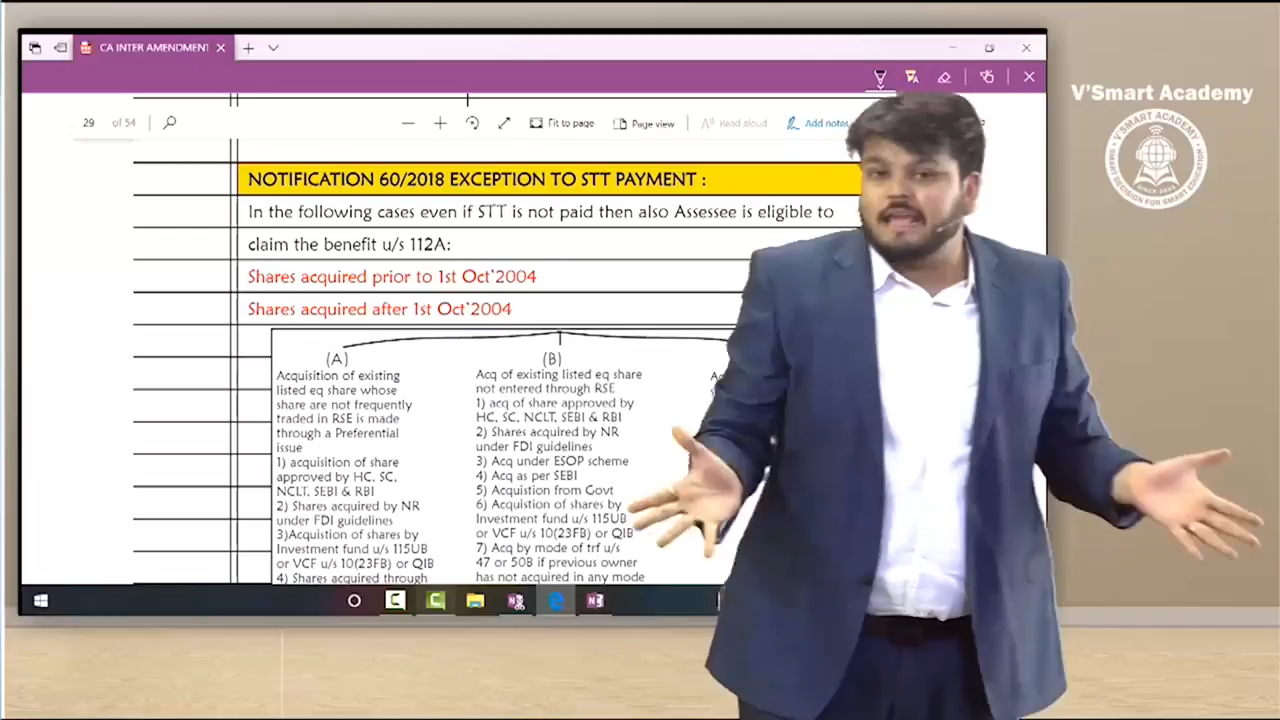 CA INTER AMENDMENT
V'Smart Academy
V'SMART ACADEMY
SMART DECISION FOR SMART EDUCATION
29 of 54
Fit to page
Page view
Read aloud
Add notes
NOTIFICATION 60/2018 EXCEPTION TO STT PAYMENT :
In the following cases even if STT is not paid then also Assessee is eligible to
claim the benefit u/s 112A:
Shares acquired prior to 1st Oct'2004
Shares acquired after 1st Oct'2004
(A)
Acquisition of existing
listed eq share whose
share are not frequently
traded in RSE is made
through a Preferential
issue
1) acquisition of share
approved by HC, SC,
NCLT, SEBI & RBI
2) Shares acquired by NR
under FDI guidelines
3)Acquistion of shares by
Investment fund u/s 115UB
or VCF u/s 10(23FB) or QIB
4) Shares acquired through
(B)
Acq of existing listed eq share
not entered through RSE
1) acq of share approved by
HC, SC, NCLT, SEBI & RBI
2) Shares acquired by NR
under FDI guidelines
3) Acq under ESOP scheme
4) Acq as per SEBI
5) Acquistion from Govt
6) Acquistion of shares by
Investment fund u/s 115UB
or VCF u/s 10(23FB) or QIB
7) Acq by mode of trf u/s
47 or 50B if previous owner
has not acquired in any mode